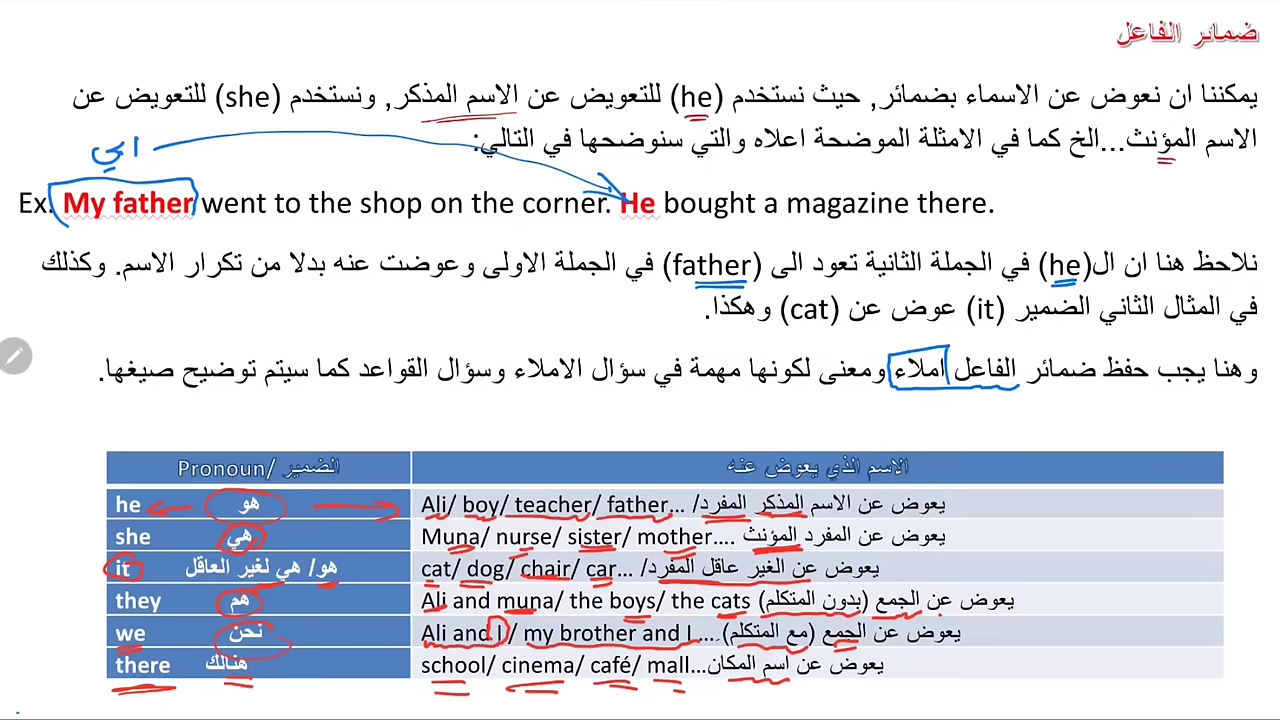 ضمائر الفاعل
يمكننا ان نعوض عن الاسماء بضمائر, حيث نستخدم (he) للتعويض عن الاسم المذكر, ونستخدم (she) للتعويض عن
الاسم المؤنث...الخ كما في الامثلة الموضحة اعلاه والتي سنوضحها في التالي:
ابي
Ex. My father went to the shop on the corner. He bought a magazine there.
نلاحظ هنا ان ال(he) في الجملة الثانية تعود الى (father) في الجملة الاولى وعوضت عنه بدلا من تكرار الاسم. وكذلك
في المثال الثاني الضمير (it) عوض عن (cat) وهكذا.
وهنا يجب حفظ ضمائر الفاعل املاء ومعنى لكونها مهمة في سؤال الاملاء وسؤال القواعد كما سيتم توضيح صيغها.
Pronoun/ الضمير الاسم الذي يعوض عنه
he هو Ali/ boy/ teacher/ father... /يعوض عن الاسم المذكر المفرد
she هي Muna/ nurse/ sister/ mother.... يعوض عن المفرد المؤنث
it هو/ هي لغير العاقل cat/ dog/ chair/ car... /يعوض عن الغير عاقل المفرد
they هم Ali and muna/ the boys/ the cats يعوض عن الجمع (بدون المتكلم)
we نحن Ali and I/ my brother and I.... يعوض عن الجمع (مع المتكلم)
there هنالك school/ cinema/ café/ mall... يعوض عن اسم المكان